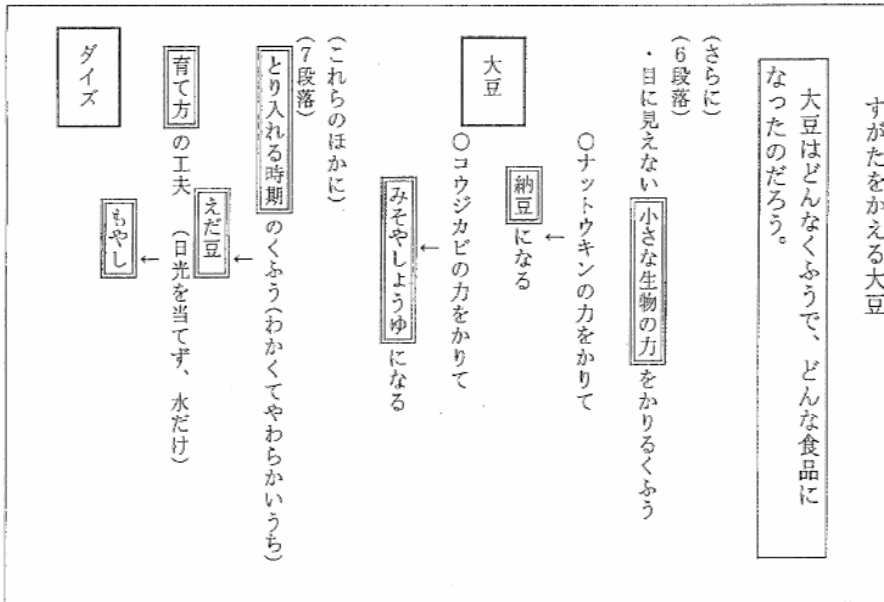 すがたをかえる大豆
大豆はどんなくふうで、どんな食品に
なったのだろう。
(さらに)
(6段落)
・目に見えない小さな生物の力をかりるくふう
○ナットウキンの力をかりて
↓
納豆になる
大豆
○コウジカビの力をかりて
↓
みそやしょうゆになる
(これらのほかに)
(7段落)
とり入れる時期のくふう(わかくてやわらかいうち)
↓
えだ豆
育て方の工夫 (日光を当てず、水だけ)
↓
もやし
ダイズ